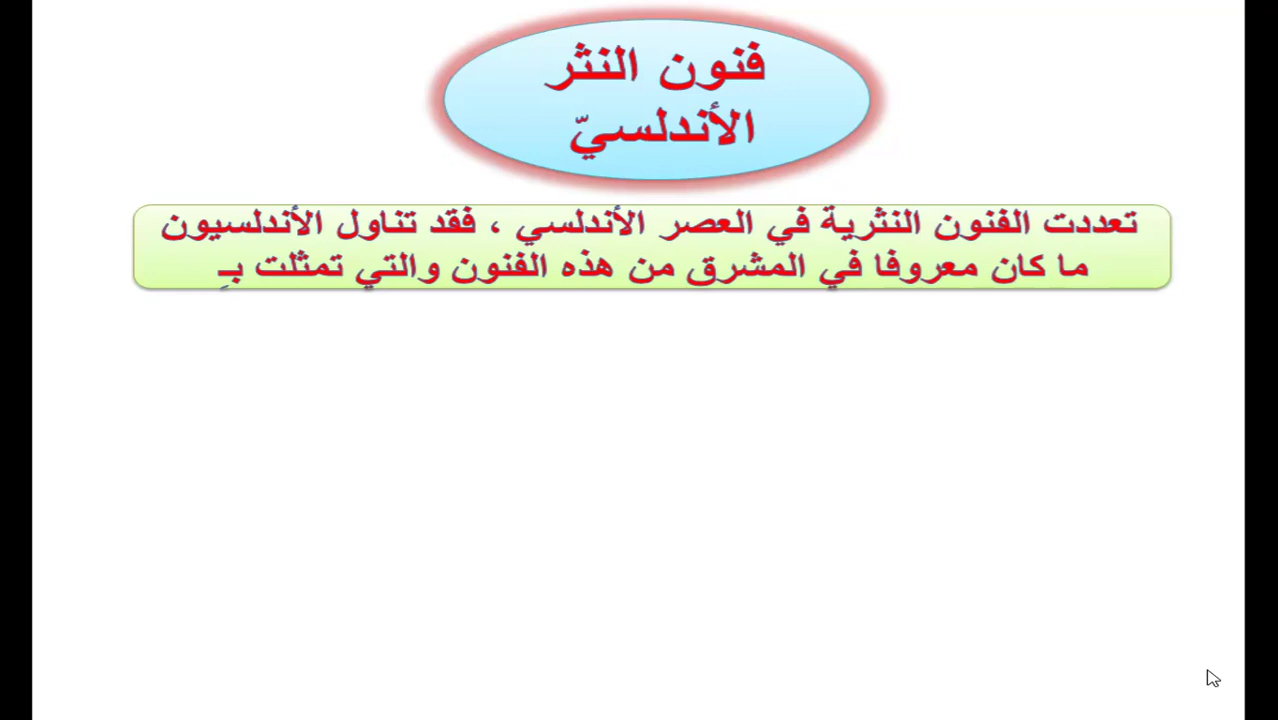 فنون النثر
الأندلسيّ
تعددت الفنون النثرية في العصر الأندلسي ، فقد تناول الأندلسيون
ما كان معروفا في المشرق من هذه الفنون والتي تمثلت بـِ